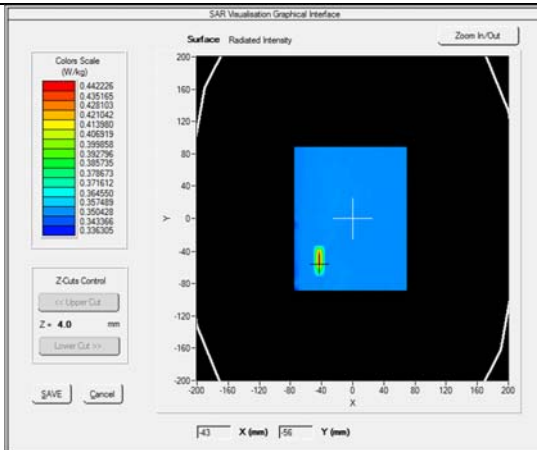 SAR Visualisation Graphical Interface
Surface Radiated Intensity
Zoom In/Out
Colors Scale
(W/kg)
0.442226
0.435165
0.428103
0.421042
0.413980
0.406919
0.399858
0.392796
0.385735
0.378673
0.371612
0.364550
0.357489
0.350428
0.343366
0.336305
Z-Cuts Control
<< Upper Cut
Z = 4.0 mm
Lower Cut >>
SAVE Cancel
Y
200
160
120
80
40
0
-40
-80
-120
-160
-200
-200 -160 -120 -80 -40 0 40 80 120 160 200
X
-43 X (mm) -56 Y (mm)